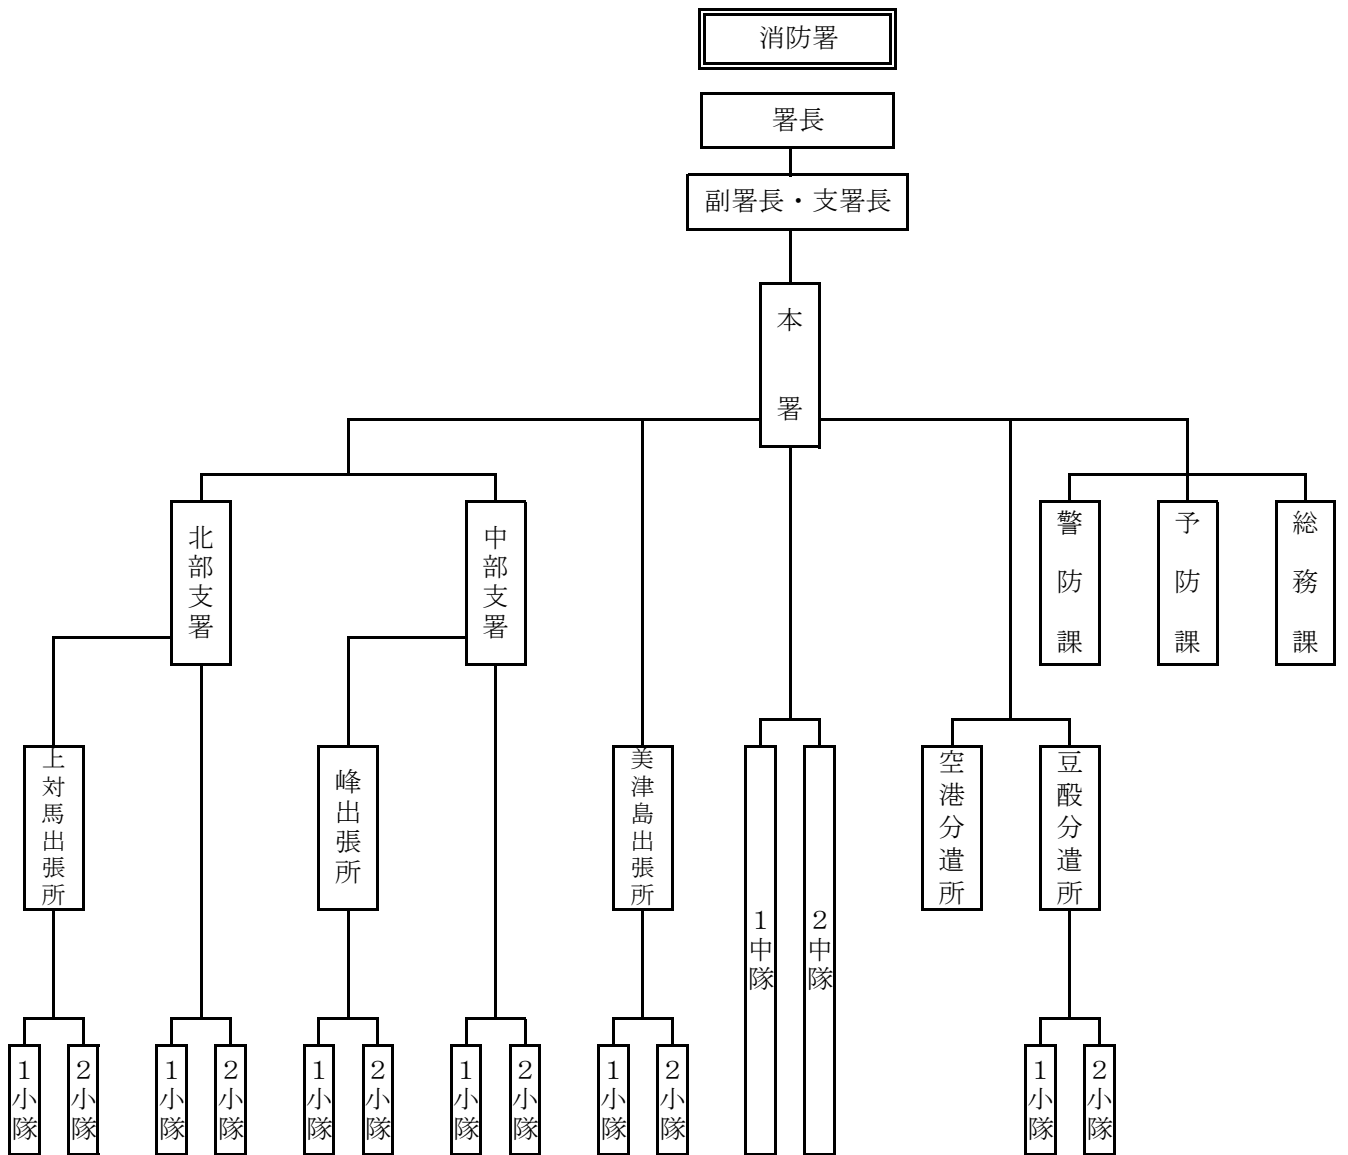 消防署
署長
副署長・支署長
本署
北部支署
中部支署
警防課
予防課
総務課
上対馬出張所
峰出張所
美津島出張所
空港分遣所
豆酘分遣所
１中隊
２中隊
１小隊
２小隊
１小隊
２小隊
１小隊
２小隊
１小隊
２小隊
１小隊
２小隊
１小隊
２小隊